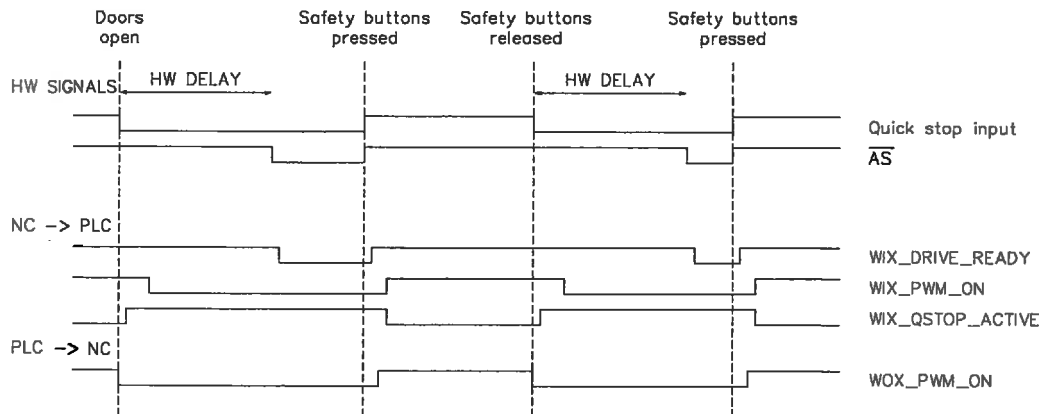 Doors
open
Safety buttons
pressed
Safety buttons
released
Safety buttons
pressed
HW SIGNALS
HW DELAY
HW DELAY
Quick stop input
AS
NC -> PLC
WIX_DRIVE_READY
WIX_PWM_ON
WIX_QSTOP_ACTIVE
PLC -> NC
WOX_PWM_ON